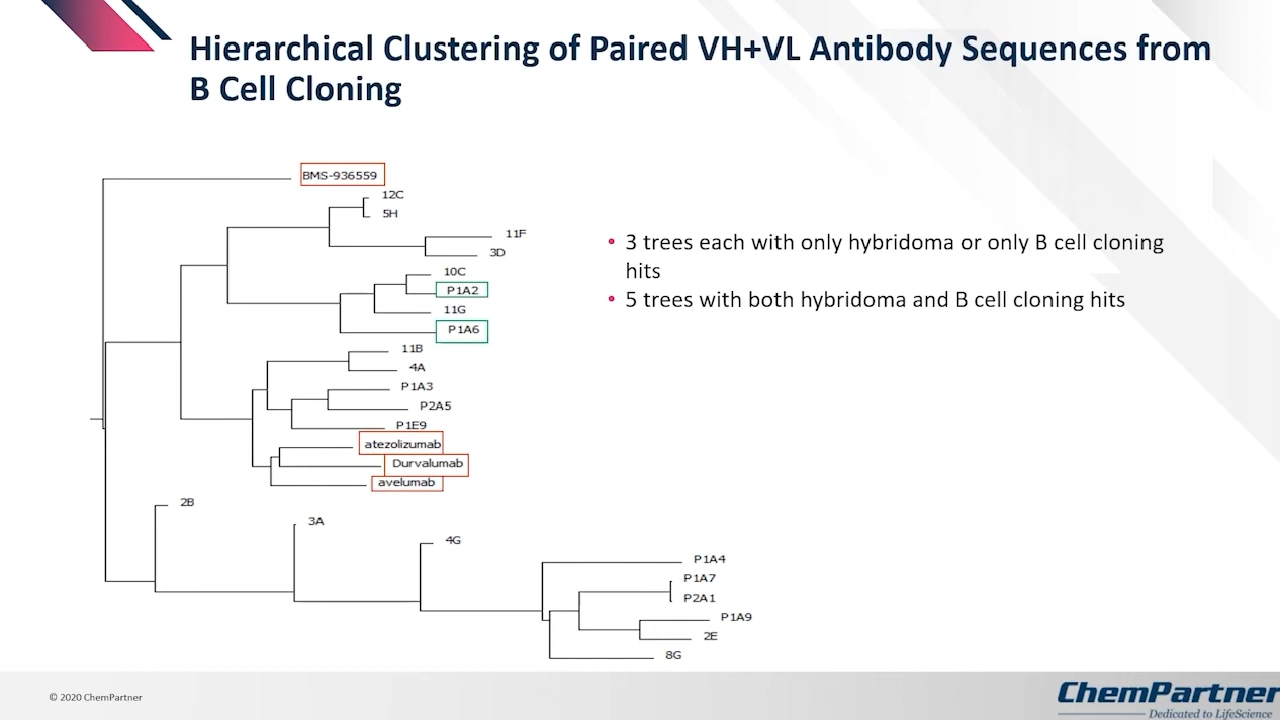 Hierarchical Clustering of Paired VH+VL Antibody Sequences from
B Cell Cloning
BMS-936559
12C
5H
11F
3D
10C
P1A2
11G
P1A6
11B
4A
P1A3
P2A5
P1E9
atezolizumab
Durvalumab
avelumab
2B
3A
4G
P1A4
P1A7
P2A1
P1A9
2E
8G
• 3 trees each with only hybridoma or only B cell cloning
hits
• 5 trees with both hybridoma and B cell cloning hits
© 2020 ChemPartner
ChemPartner
Dedicated to LifeScience